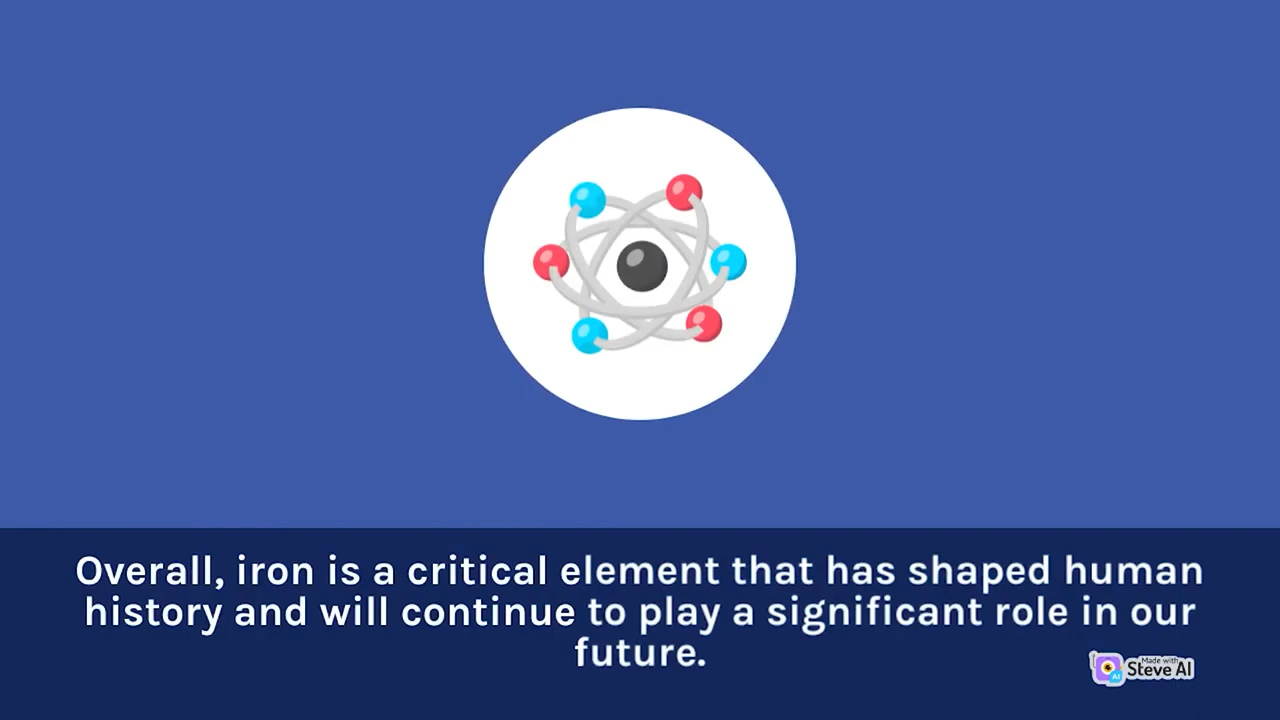 Overall, iron is a critical element that has shaped human
history and will continue to play a significant role in our
future.
Made with
Steve AI
AI